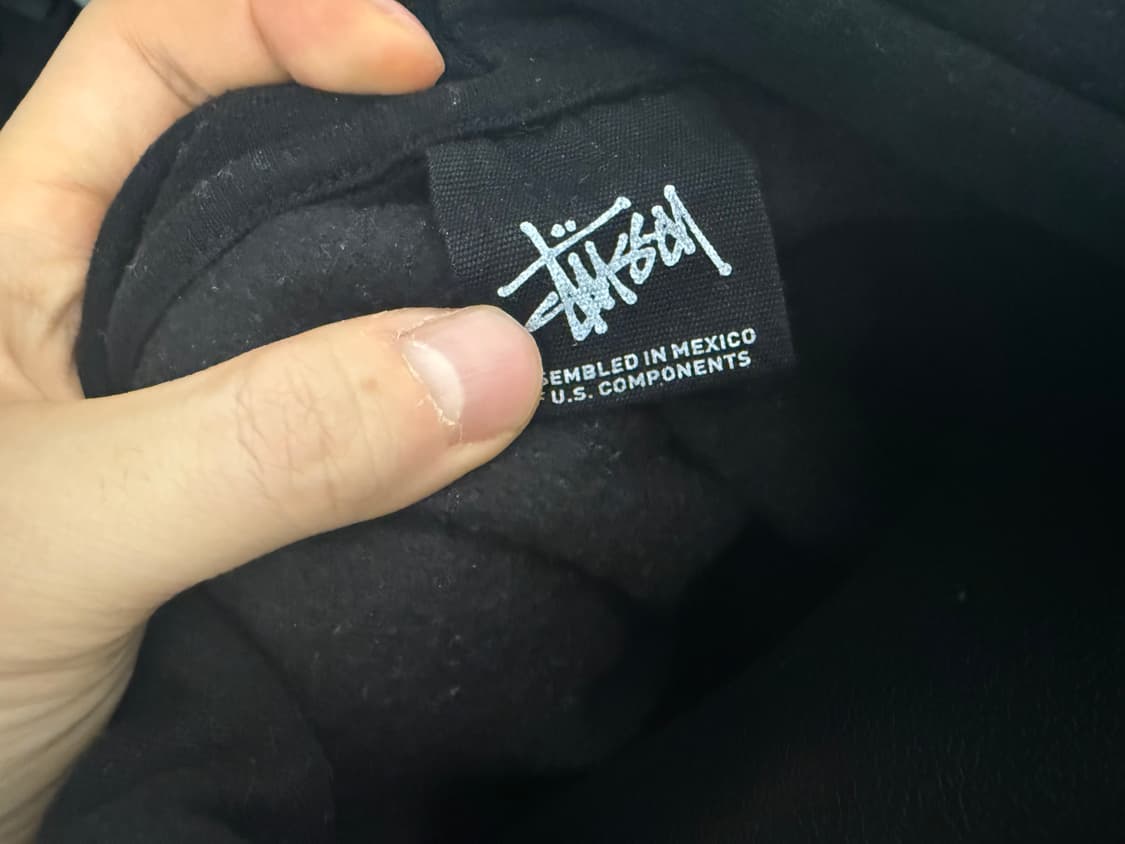 Stüssy
SEMBLED IN MEXICO
U.S. COMPONENTS